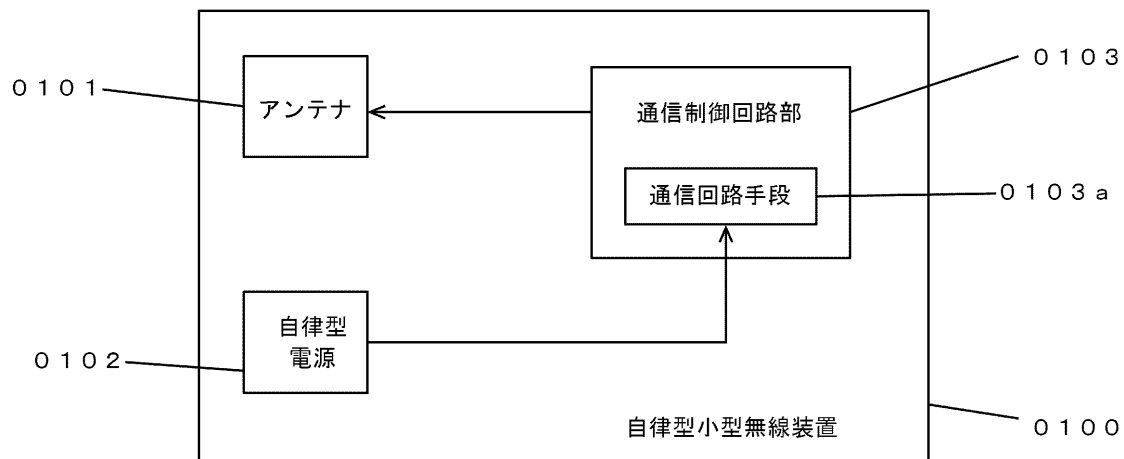 ０１０３
０１０１
アンテナ
通信制御回路部
通信回路手段
０１０３ａ
自律型
電源
０１０２
自律型小型無線装置
０１００